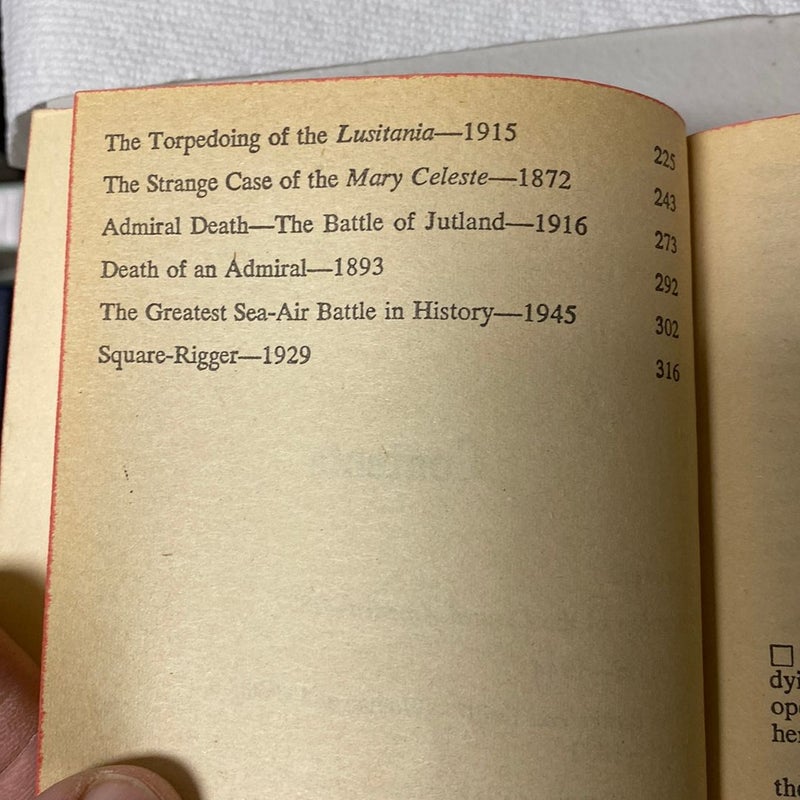 The Torpedoing of the Lusitania—1915 225
The Strange Case of the Mary Celeste—1872 243
Admiral Death—The Battle of Jutland—1916 273
Death of an Admiral—1893 292
The Greatest Sea-Air Battle in History—1945 302
Square-Rigger—1929 316